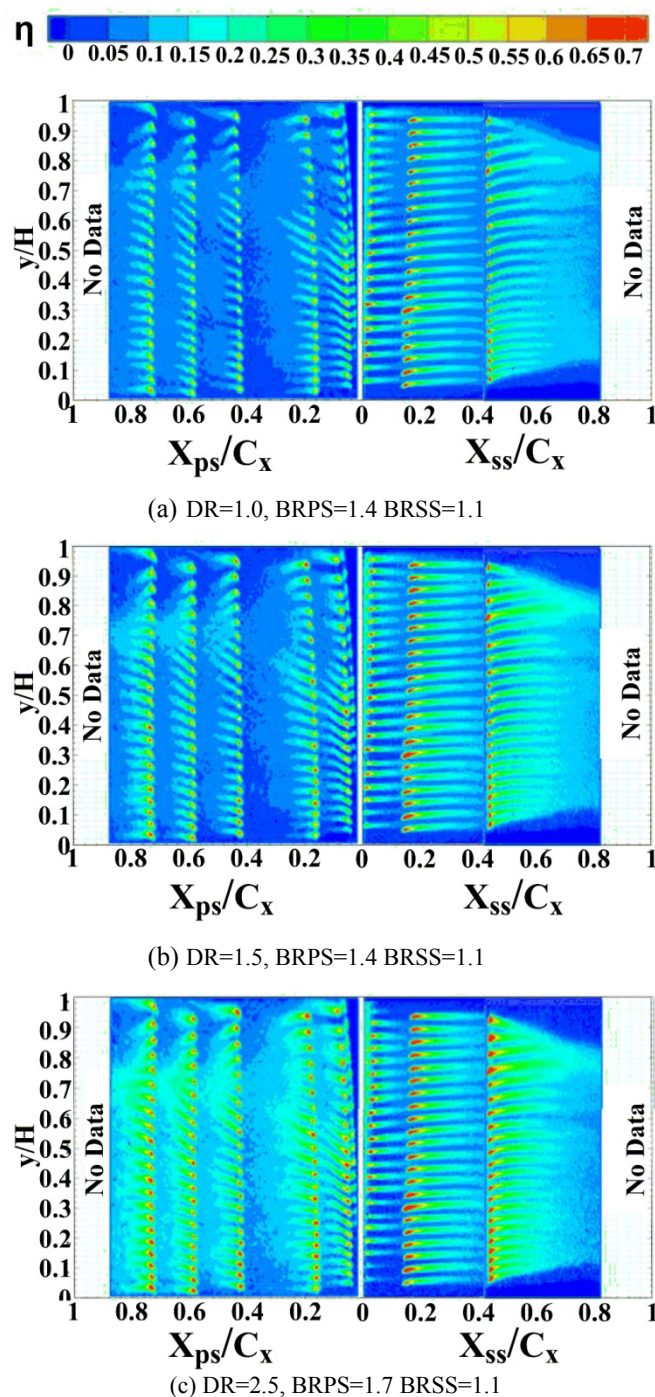 η
0 0.05 0.1 0.15 0.2 0.25 0.3 0.35 0.4 0.45 0.5 0.55 0.6 0.65 0.7
y/H
1
0.9
0.8
0.7
0.6
0.5
0.4
0.3
0.2
0.1
0
No Data
No Data
1 0.8 0.6 0.4 0.2 0 0.2 0.4 0.6 0.8 1
Xps/Cx Xss/Cx
(a) DR=1.0, BRPS=1.4 BRSS=1.1
y/H
1
0.9
0.8
0.7
0.6
0.5
0.4
0.3
0.2
0.1
0
No Data
No Data
1 0.8 0.6 0.4 0.2 0 0.2 0.4 0.6 0.8 1
Xps/Cx Xss/Cx
(b) DR=1.5, BRPS=1.4 BRSS=1.1
y/H
1
0.9
0.8
0.7
0.6
0.5
0.4
0.3
0.2
0.1
0
No Data
No Data
1 0.8 0.6 0.4 0.2 0 0.2 0.4 0.6 0.8 1
Xps/Cx Xss/Cx
(c) DR=2.5, BRPS=1.7 BRSS=1.1